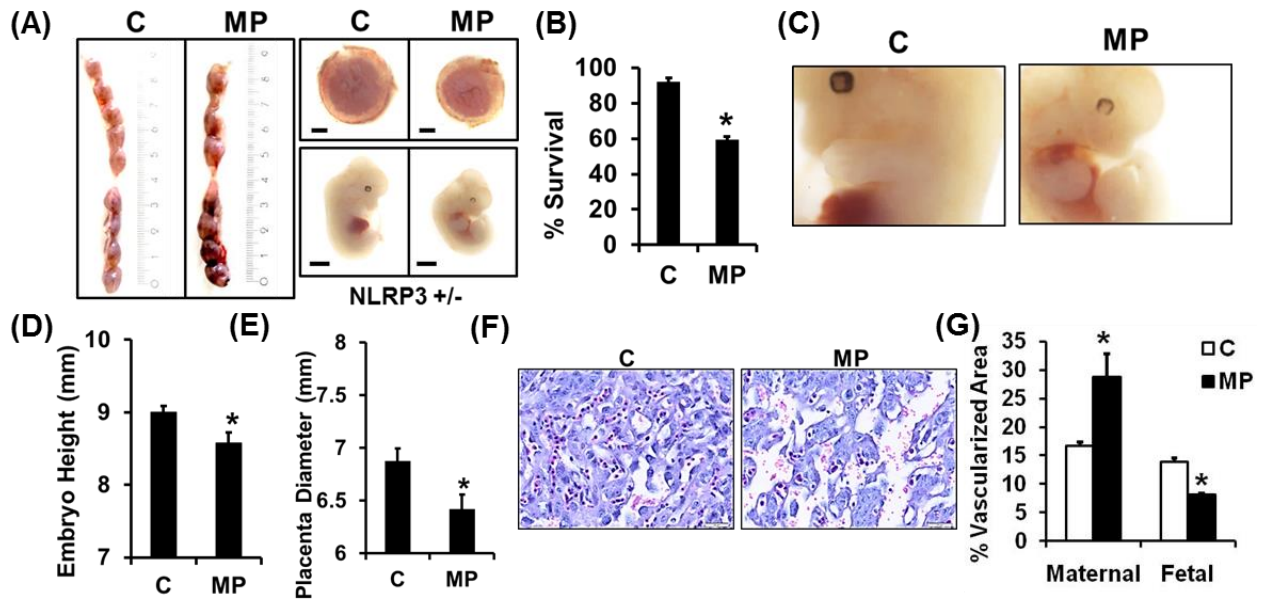 (A)
C
MP
C
MP
NLRP3 +/-
(B)
% Survival
100
80
60
40
20
0
*
C
MP
(C)
C
MP
(D)
Embryo Height (mm)
10
9
8
7
*
C
MP
(E)
Placenta Diameter (mm)
8
7.5
7
6.5
6
*
C
MP
(F)
C
MP
(G)
% Vascularized Area
35
30
25
20
15
10
5
0
*
*
C
MP
Maternal Fetal